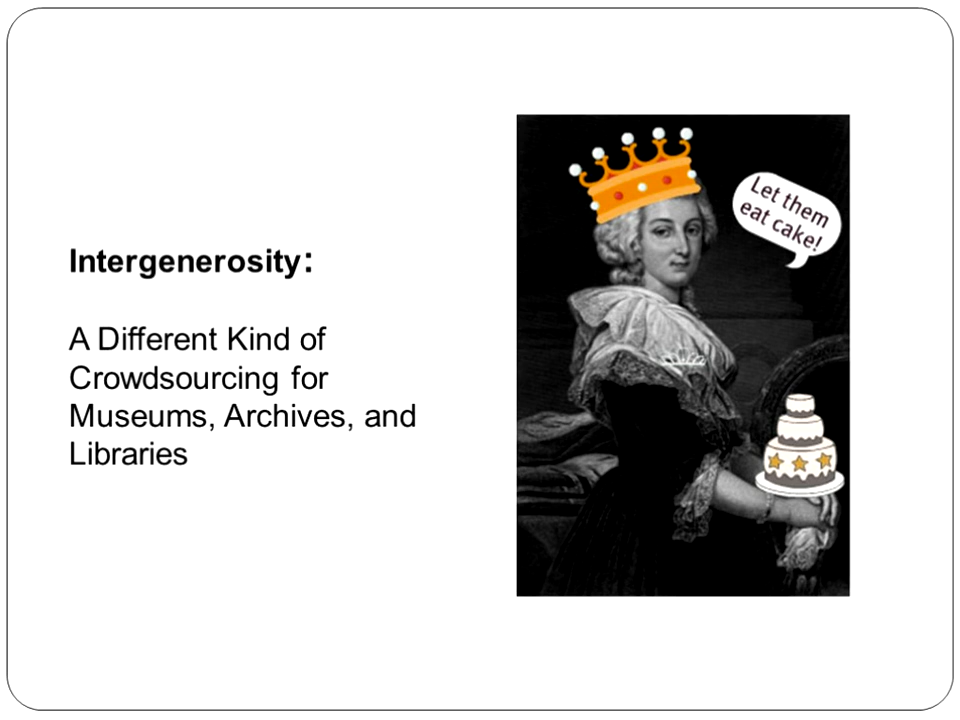 Intergenerosity:
A Different Kind of
Crowdsourcing for
Museums, Archives, and
Libraries
Let them
eat cake!